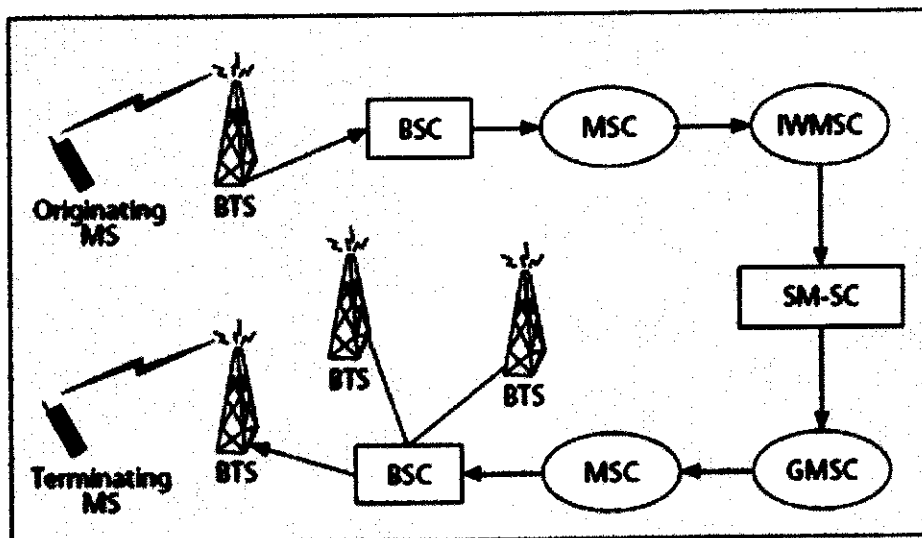 BSC
MSC
IWMSC
Originating
MS
BTS
SM-SC
BTS
BTS
Terminating
MS
BTS
BSC
MSC
GMSC